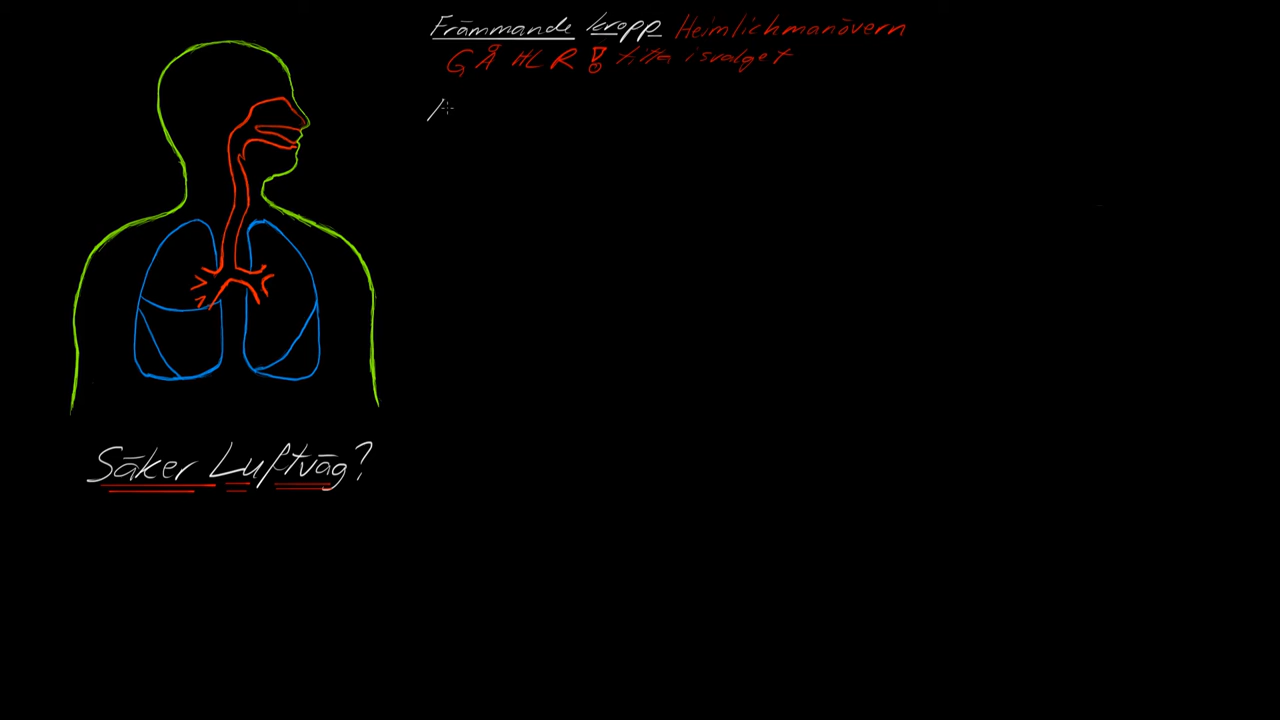 Främmande kropp Heimlichmanövern
GÅ HLR! titta i svalget
Säker Luftväg?